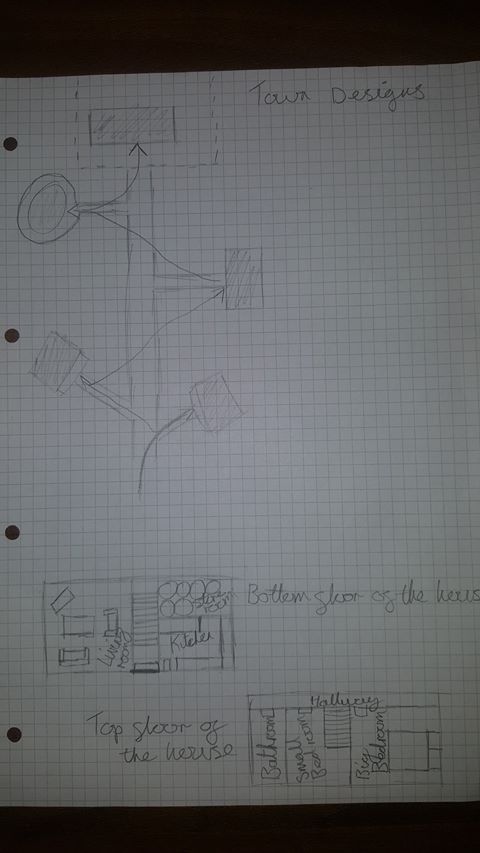 Town Designs
Bottom floor of the house
Living
room
room
Kitchen
Top floor of
the house
Hallway
Bathroom
Small
Bedroom
Big
Bedroom